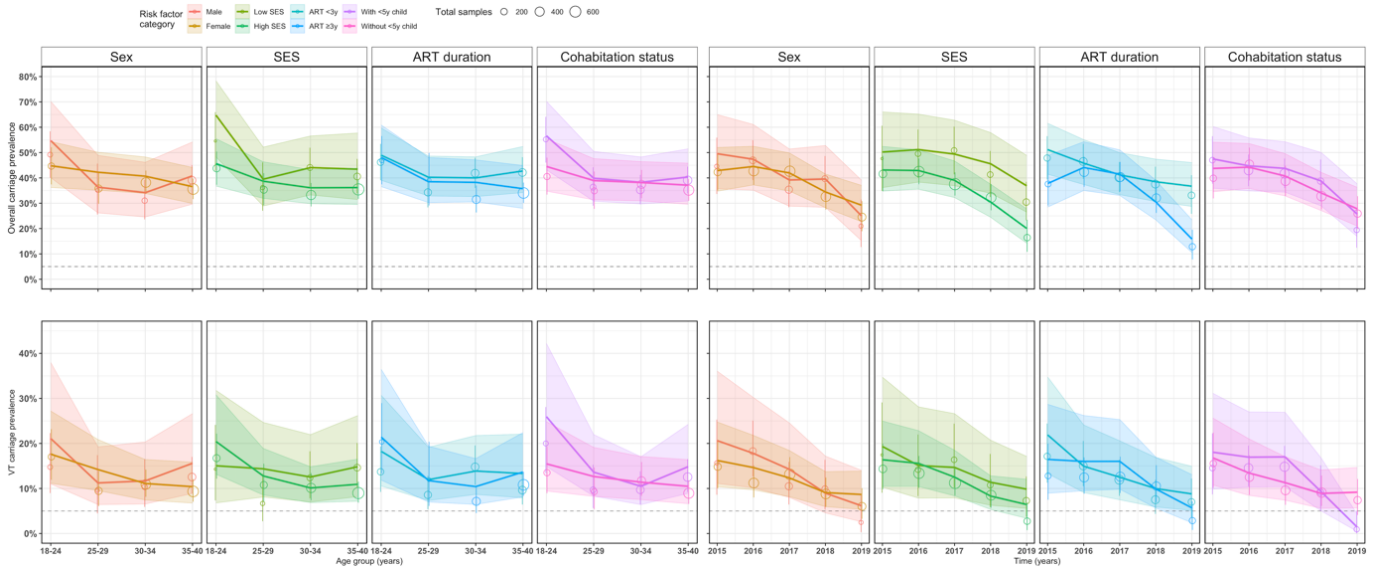 Risk factor category
Male Low SES ART <3y With <5y child
Female High SES ART ≥3y Without <5y child
Total samples 200 400 600
Sex SES ART duration Cohabitation status Sex SES ART duration Cohabitation status
Overall carriage prevalence
80%
70%
60%
50%
40%
30%
20%
10%
0%
VT carriage prevalence
40%
30%
20%
10%
0%
18-24 25-29 30-34 35-40 18-24 25-29 30-34 35-40 18-24 25-29 30-34 35-40 18-24 25-29 30-34 35-40 2015 2016 2017 2018 2019 2015 2016 2017 2018 2019 2015 2016 2017 2018 2019 2015 2016 2017 2018 2019
Age group (years) Time (years)